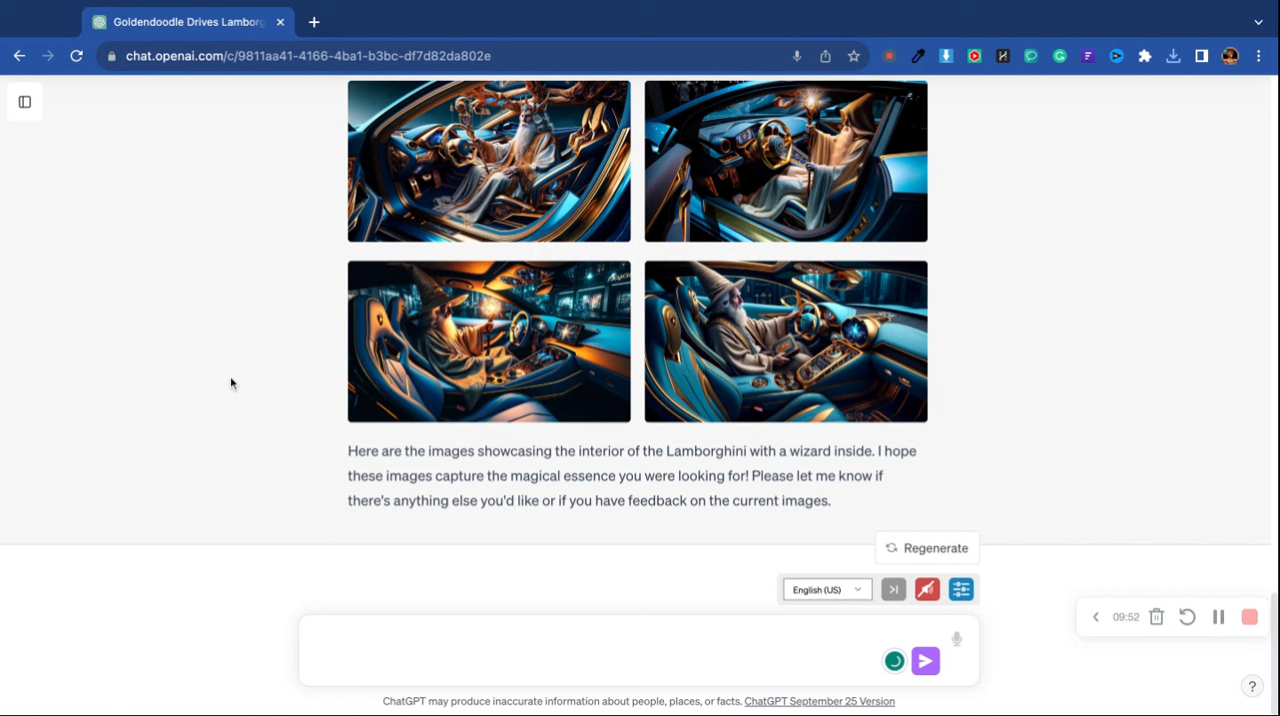 Goldendoodle Drives Lamborg
chat.openai.com/c/9811aa41-4166-4ba1-b3bc-df7d82da802e
Here are the images showcasing the interior of the Lamborghini with a wizard inside. I hope
these images capture the magical essence you were looking for! Please let me know if
there's anything else you'd like or if you have feedback on the current images.
Regenerate
English (US)
09:52
ChatGPT may produce inaccurate information about people, places, or facts. ChatGPT September 25 Version
?